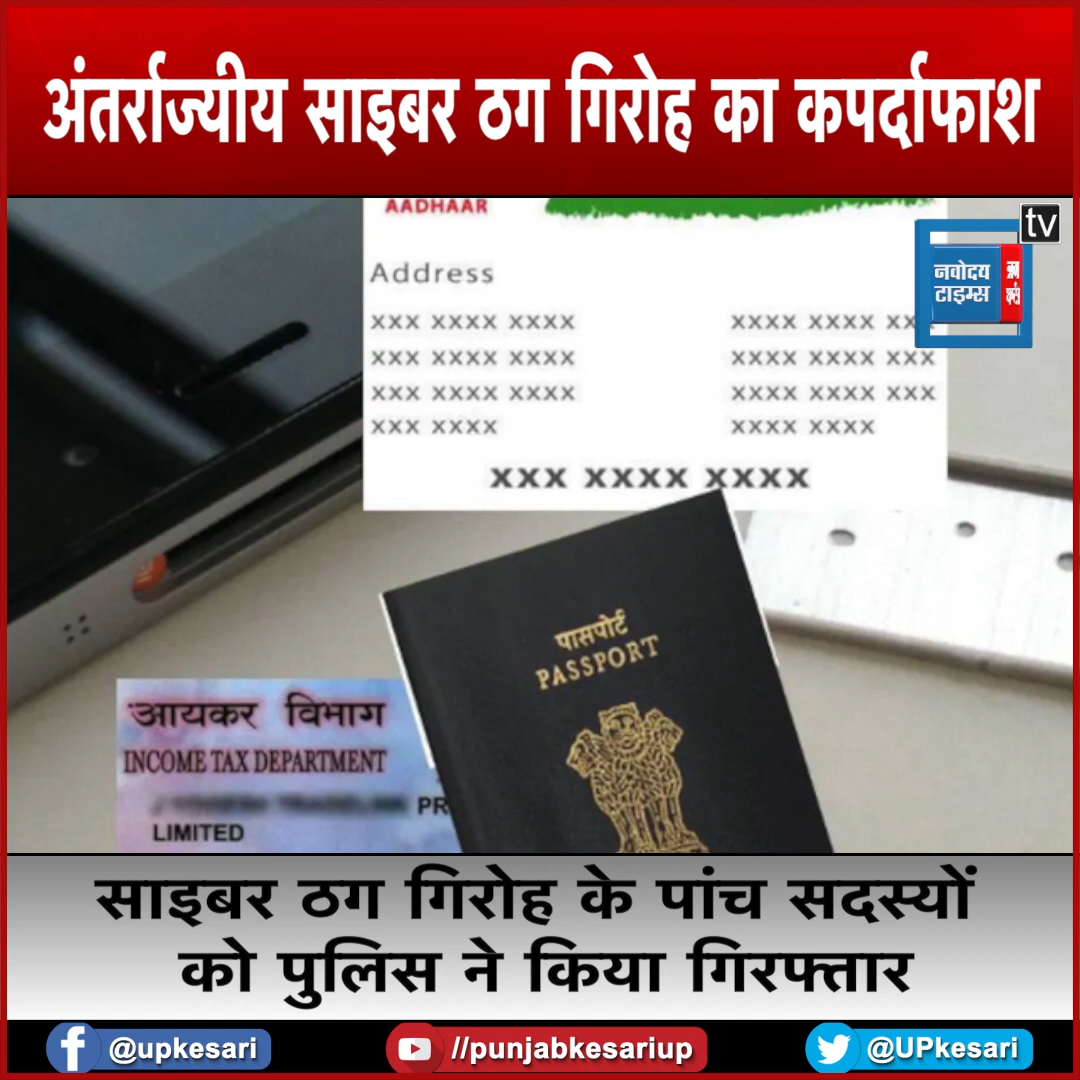 अंतर्राज्यीय साइबर ठग गिरोह का कपर्दाफाश
tv
नवोदय
टाइम्स
AADHAAR
Address
xxx xxxx xxxx
xxxx xxxx xx
xxx xxxx xxxx
xxxx xxxx xxx
xxx xxxx xxxx
xxxx xxxx xxx
xxx xxxx
xxxx xxxx
xxx xxxx xxxx
पासपोर्ट
PASSPORT
आयकर विभाग
INCOME TAX DEPARTMENT
PR
LIMITED
साइबर ठग गिरोह के पांच सदस्यों
को पुलिस ने किया गिरफ्तार
@upkesari
//punjabkesariup
@UPkesari